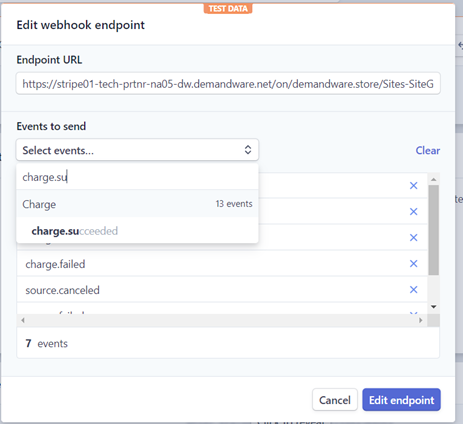 TEST DATA
Edit webhook endpoint
Endpoint URL
https://stripe01-tech-prtnr-na05-dw.demandware.net/on/demandware.store/Sites-SiteG
Events to send
Select events...
Clear
charge.su
Charge 13 events
charge.succeeded
charge.failed
source.canceled
7 events
Cancel
Edit endpoint